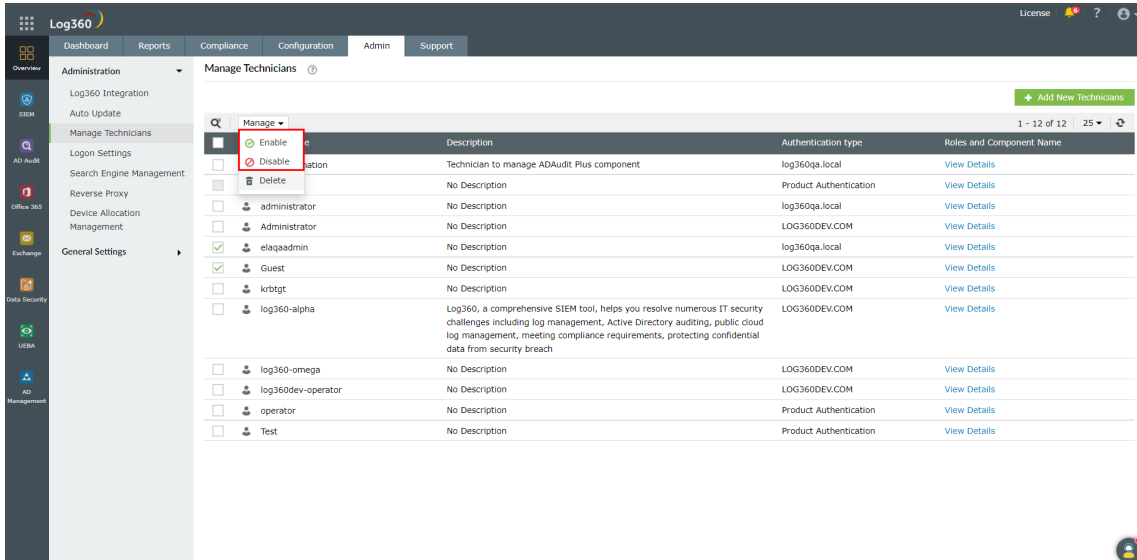 License 6 ?
Log360
Dashboard Reports Compliance Configuration Admin Support
Overview
SIEM
AD Audit
Office 365
Exchange
Data Security
UEBA
AD
Management
Administration
Log360 Integration
Auto Update
Manage Technicians
Logon Settings
Search Engine Management
Reverse Proxy
Device Allocation
Management
General Settings
Manage Technicians ?
+ Add New Technicians
Manage 1 - 12 of 12 25
Enable
Disable
Delete
e Description Authentication type Roles and Component Name
ation Technician to manage ADAudit Plus component log360qa.local View Details
No Description Product Authentication View Details
administrator No Description log360qa.local View Details
Administrator No Description LOG360DEV.COM View Details
elaqaadmin No Description log360qa.local View Details
Guest No Description LOG360DEV.COM View Details
krbtgt No Description LOG360DEV.COM View Details
log360-alpha Log360, a comprehensive SIEM tool, helps you resolve numerous IT security LOG360DEV.COM View Details
challenges including log management, Active Directory auditing, public cloud
log management, meeting compliance requirements, protecting confidential
data from security breach
log360-omega No Description LOG360DEV.COM View Details
log360dev-operator No Description LOG360DEV.COM View Details
operator No Description Product Authentication View Details
Test No Description Product Authentication View Details